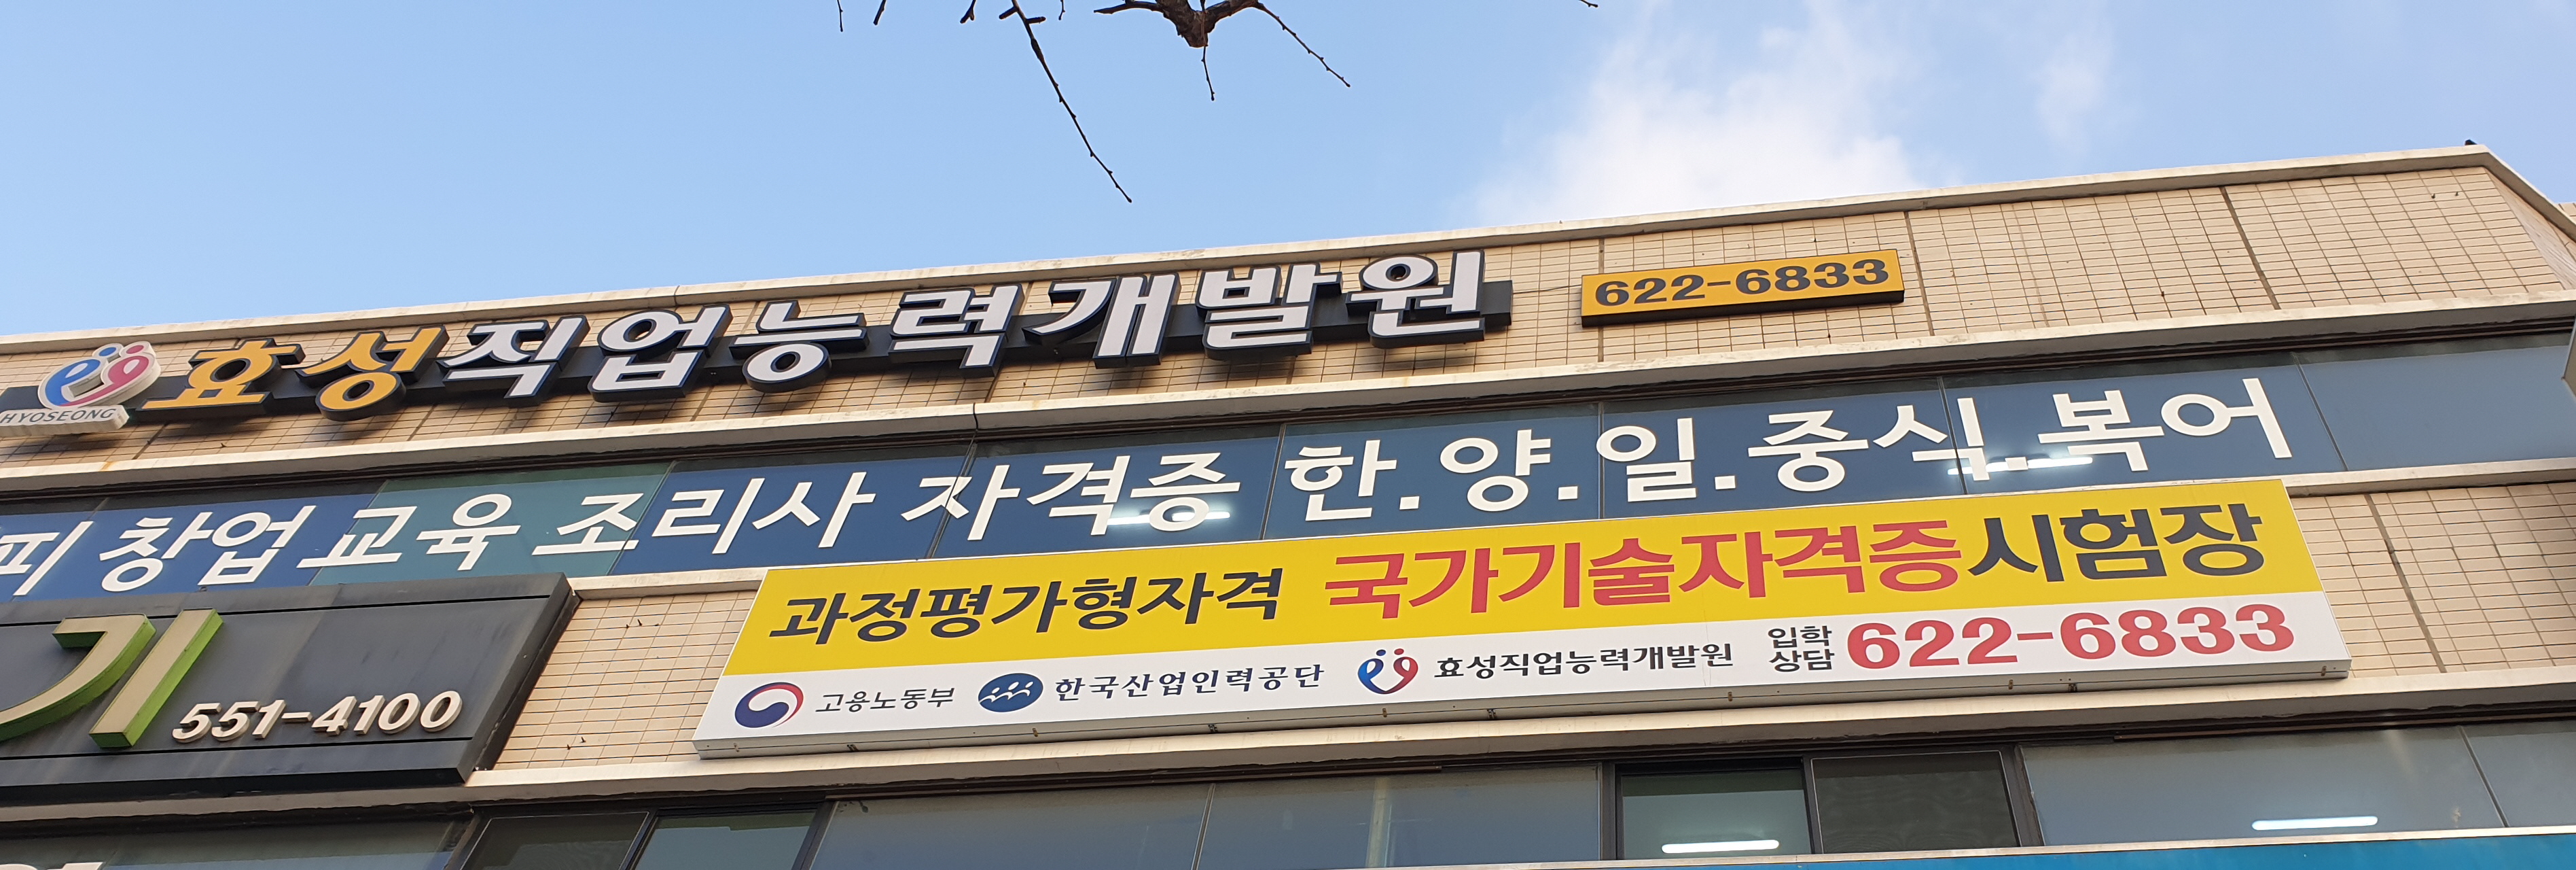 HYOSEONG 효성직업능력개발원 622-6833
피 창업 교육 조리사 자격증 한.양.일.중식.복어
과정평가형자격 국가기술자격증시험장
고용노동부 한국산업인력공단 효성직업능력개발원 입학 상담 622-6833
기
551-4100